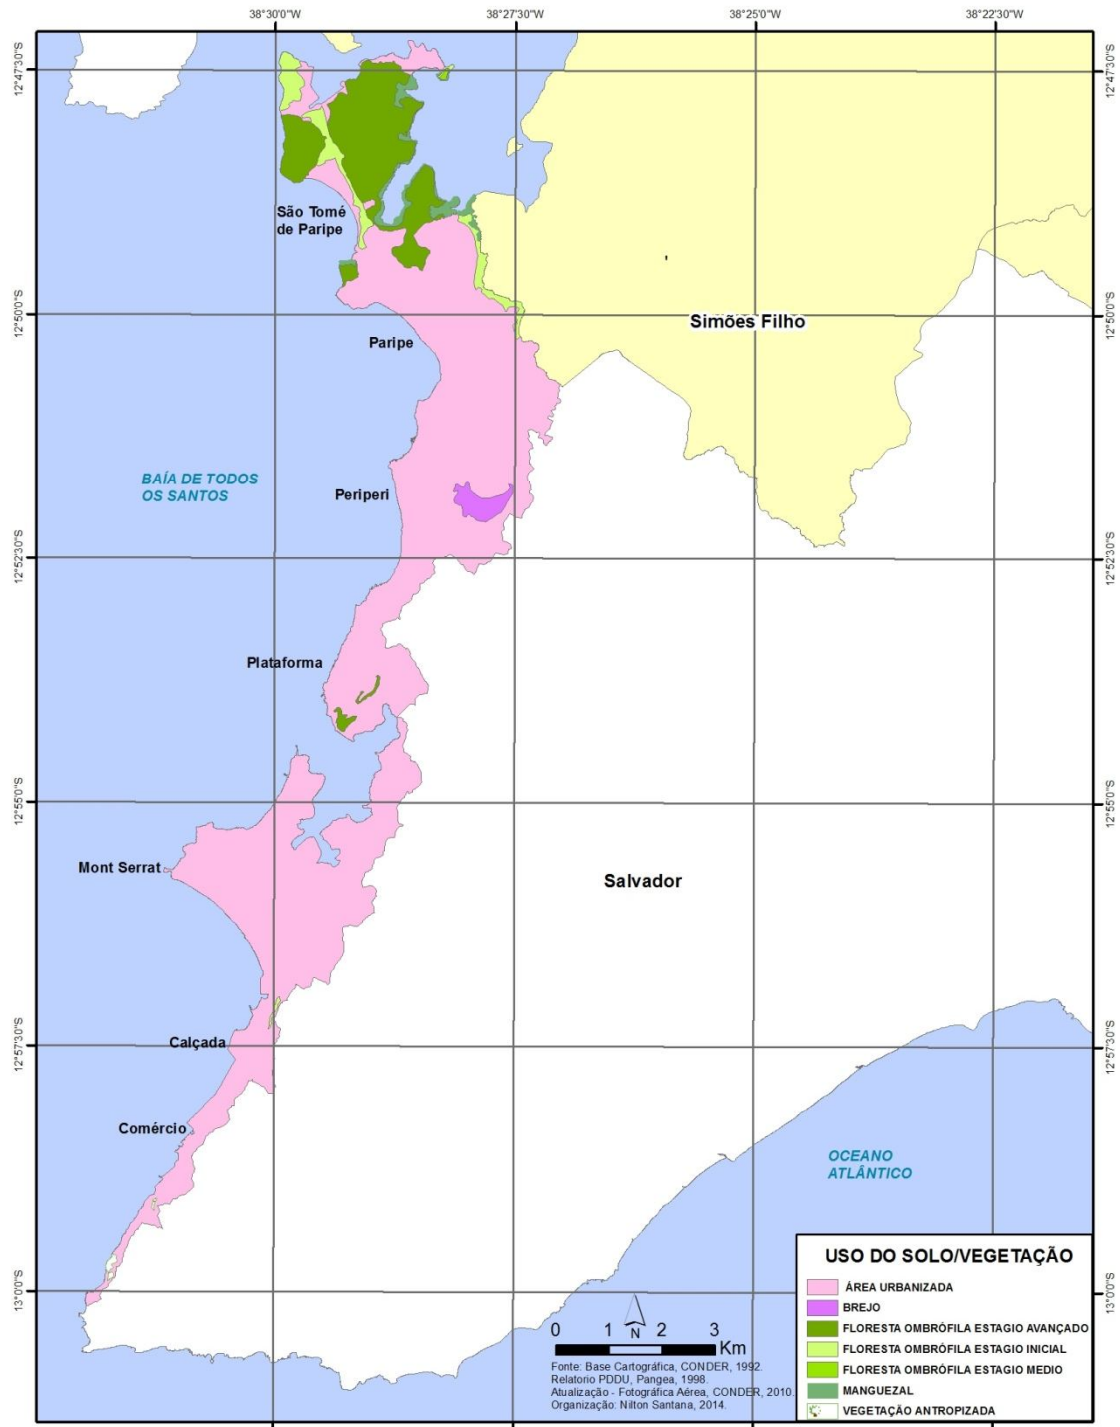 38°30'0"W
38°27'30"W
38°25'0"W
38°22'30"W
12°47'30"S
12°47'30"S
São Tomé
de Paripe
12°50'0"S
12°50'0"S
Simões Filho
Paripe
BAÍA DE TODOS
OS SANTOS
Periperi
12°52'30"S
12°52'30"S
Plataforma
12°55'0"S
12°55'0"S
Mont Serrat
Salvador
12°57'30"S
12°57'30"S
Calçada
Comércio
OCEANO
ATLÂNTICO
13°0'0"S
13°0'0"S
USO DO SOLO/VEGETAÇÃO
ÁREA URBANIZADA
BREJO
FLORESTA OMBRÓFILA ESTAGIO AVANÇADO
FLORESTA OMBRÓFILA ESTAGIO INICIAL
FLORESTA OMBRÓFILA ESTAGIO MEDIO
MANGUEZAL
VEGETAÇÃO ANTROPIZADA
0 1 2 3
N
Km
Fonte: Base Cartográfica, CONDER, 1992.
Relatorio PDDU, Pangea, 1998.
Atualização - Fotográfica Aérea, CONDER, 2010.
Organização: Nilton Santana, 2014.